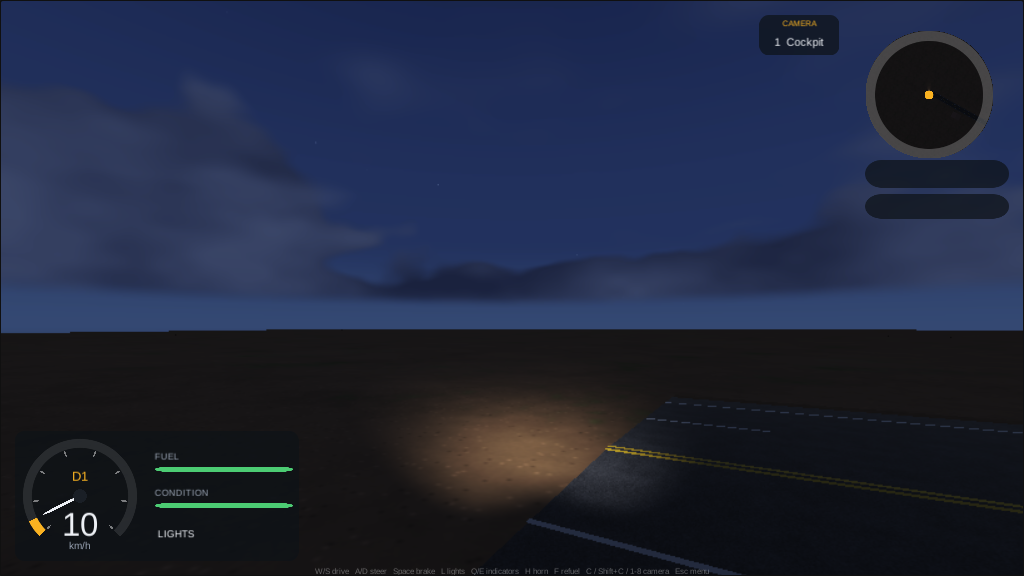 CAMERA
1 Cockpit
D1
10
km/h
FUEL
CONDITION
LIGHTS
W/S drive A/D steer Space brake L lights Q/E indicators H horn F refuel C / Shift+C / 1-8 camera Esc menu